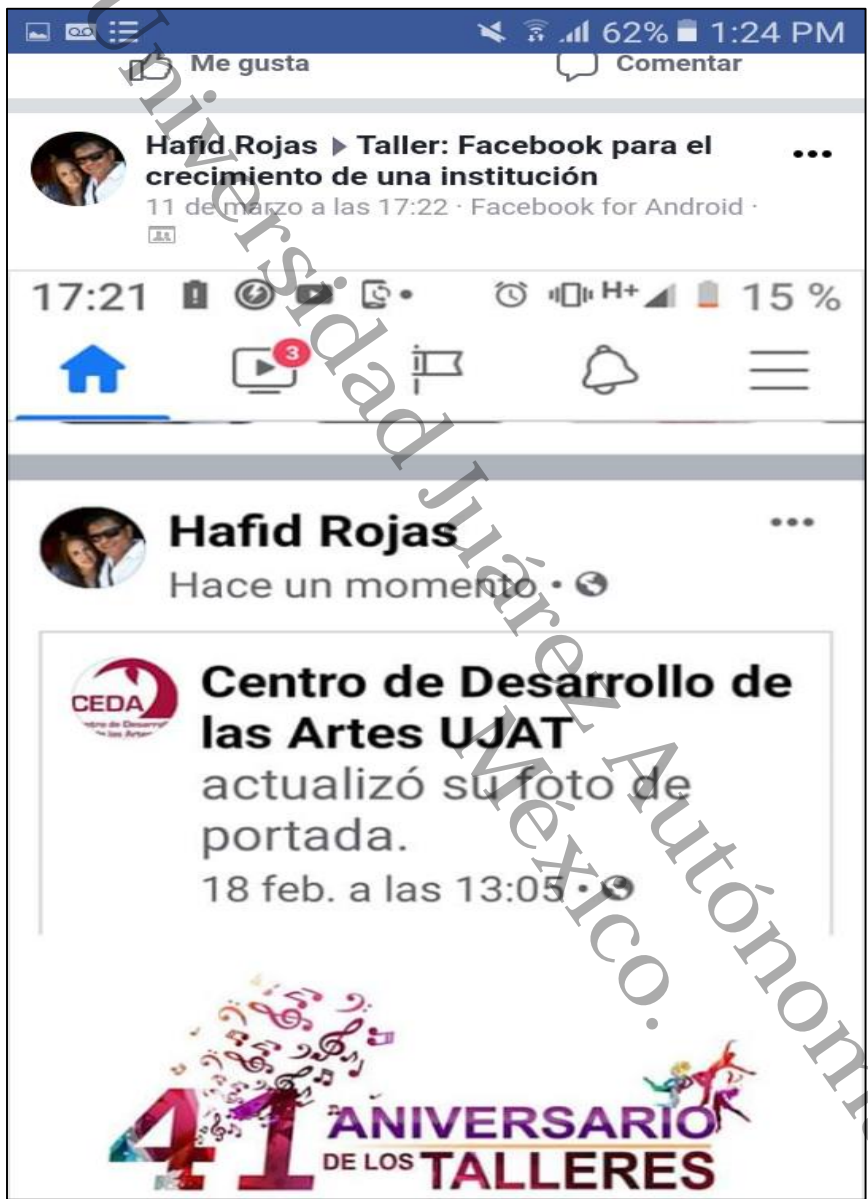 62% 1:24 PM
Me gusta Comentar
Hafid Rojas ▶ Taller: Facebook para el
crecimiento de una institución
11 de marzo a las 17:22 · Facebook for Android ·
17:21 H+ 15 %
3
Hafid Rojas
Hace un momento ·
CEDA
Centro de Desarrollo de
las Artes UJAT
actualizó su foto de
portada.
18 feb. a las 13:05 ·
41 ANIVERSARIO
DE LOS TALLERES
Universidad Juárez Autónom
México.